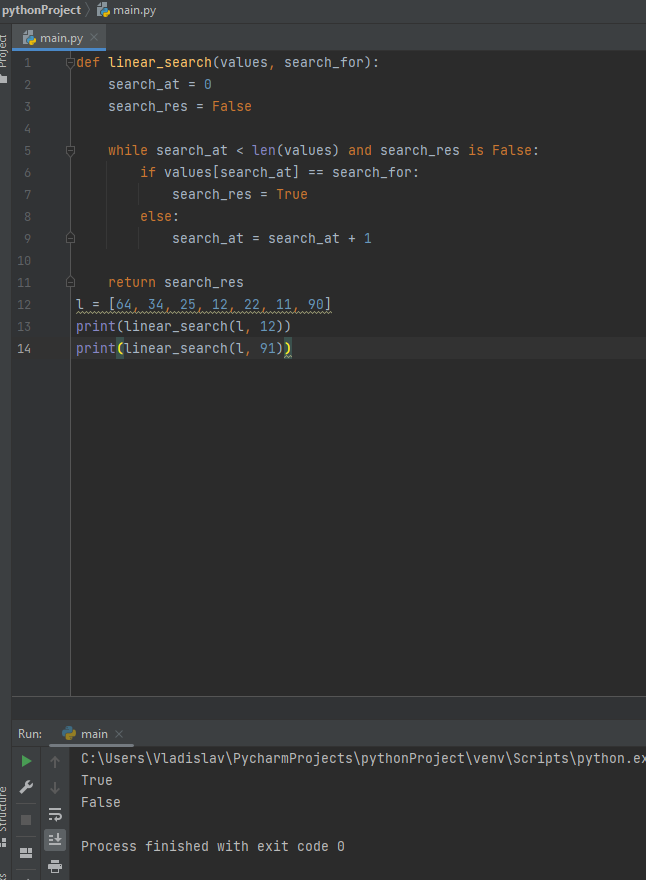 pythonProject main.py
main.py
Project
1 def linear_search(values, search_for):
2     search_at = 0
3     search_res = False
4
5     while search_at < len(values) and search_res is False:
6         if values[search_at] == search_for:
7             search_res = True
8         else:
9             search_at = search_at + 1
10
11     return search_res
12 l = [64, 34, 25, 12, 22, 11, 90]
13 print(linear_search(l, 12))
14 print(linear_search(l, 91))
Run: main
C:\Users\Vladislav\PycharmProjects\pythonProject\venv\Scripts\python.ex
True
False
Process finished with exit code 0
Structure